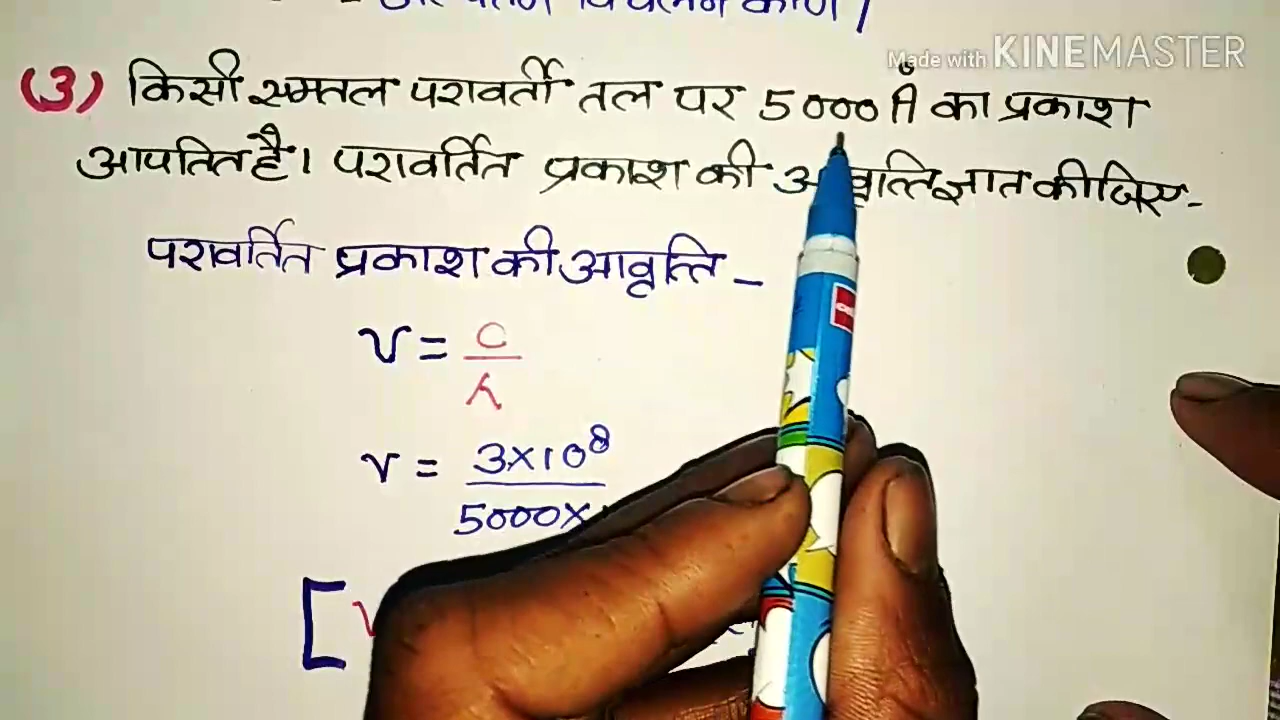 Made with KINEMASTER
(3) किसी समतल परावर्ती तल पर 5000 Å का प्रकाश
आपतित है। परावर्तित प्रकाश की आवृत्ति ज्ञात कीजिए-
परावर्तित प्रकाश की आवृत्ति -
ν = c/λ
ν = 3×10⁸/5000×
[ν